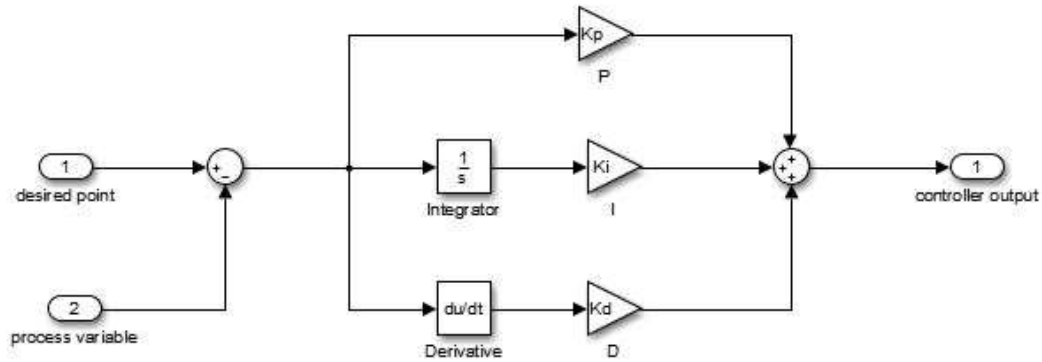 Kp
P
1
desired point
+
−
1
s
Integrator
Ki
I
+
+
+
1
controller output
2
process variable
du/dt
Derivative
Kd
D